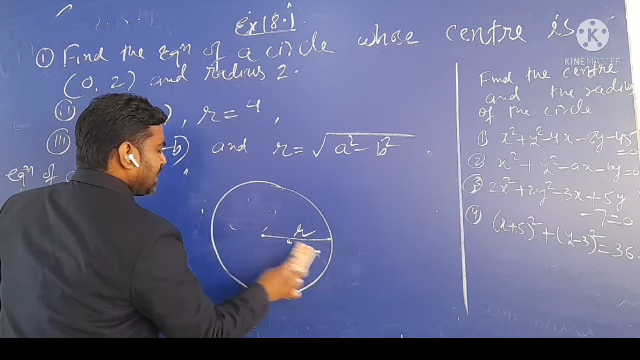 Ex 18.1
① Find the eqⁿ of a circle whose centre is
(0, 2) and radius 2.
(ii) ), r = 4,
(iii) -b) and r = √a² - b².
eqⁿ of
r
Find the centre
and the radius
of the circle
① x² + y² - 4x - 8y - 45 = 0
② x² + y² - ax - by = 0
③ 2x² + 2y² - 3x + 5y
- 7 = 0
④ (x+5)² + (y-3)² = 36
KINEMASTER